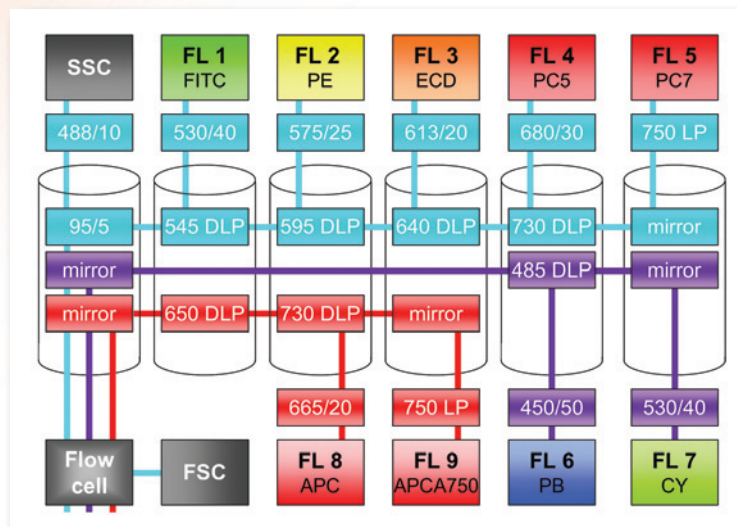 SSC
FL 1
FITC
FL 2
PE
FL 3
ECD
FL 4
PC5
FL 5
PC7
488/10
530/40
575/25
613/20
680/30
750 LP
95/5
545 DLP
595 DLP
640 DLP
730 DLP
mirror
mirror
485 DLP
mirror
mirror
650 DLP
730 DLP
mirror
665/20
750 LP
450/50
530/40
Flow
cell
FSC
FL 8
APC
FL 9
APCA750
FL 6
PB
FL 7
CY